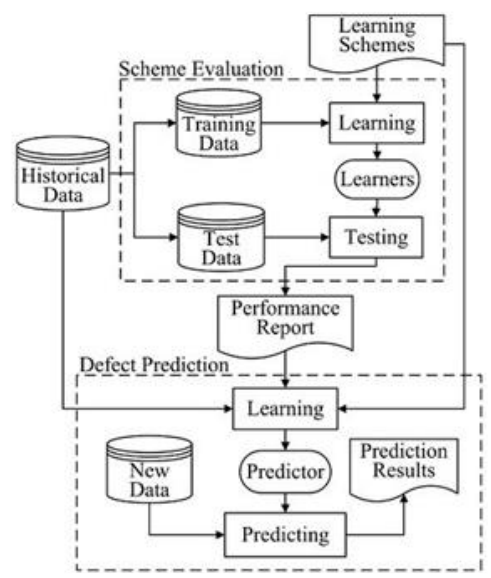 Learning
Schemes
Scheme Evaluation
Training
Data
Learning
Historical
Data
Learners
Test
Data
Testing
Performance
Report
Defect Prediction
Learning
New
Data
Predictor
Prediction
Results
Predicting